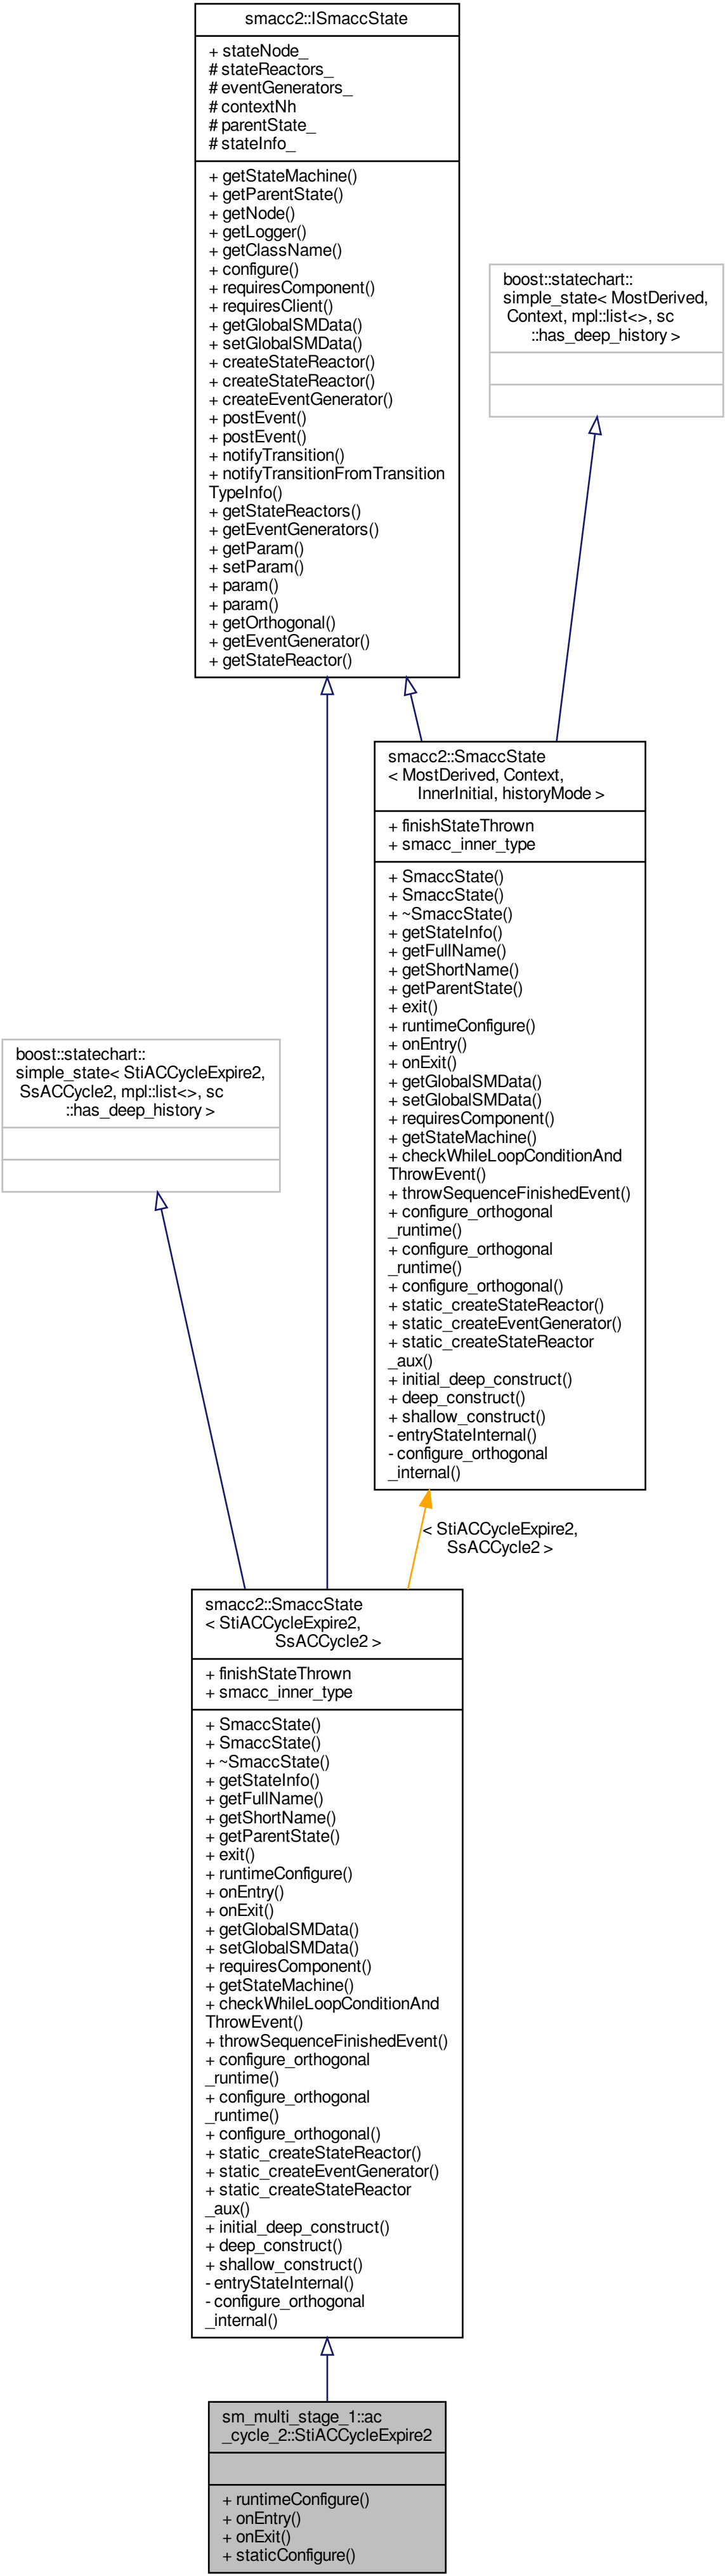 smacc2::ISmaccState
+ stateNode_
# stateReactors_
# eventGenerators_
# contextNh
# parentState_
# stateInfo_
+ getStateMachine()
+ getParentState()
+ getNode()
+ getLogger()
+ getClassName()
+ configure()
+ requiresComponent()
+ requiresClient()
+ getGlobalSMData()
+ setGlobalSMData()
+ createStateReactor()
+ createStateReactor()
+ createEventGenerator()
+ postEvent()
+ postEvent()
+ notifyTransition()
+ notifyTransitionFromTransition
TypeInfo()
+ getStateReactors()
+ getEventGenerators()
+ getParam()
+ setParam()
+ param()
+ param()
+ getOrthogonal()
+ getEventGenerator()
+ getStateReactor()
boost::statechart::
simple_state< MostDerived,
Context, mpl::list<>, sc
::has_deep_history >
smacc2::SmaccState
< MostDerived, Context,
InnerInitial, historyMode >
+ finishStateThrown
+ smacc_inner_type
+ SmaccState()
+ SmaccState()
+ ~SmaccState()
+ getStateInfo()
+ getFullName()
+ getShortName()
+ getParentState()
+ exit()
+ runtimeConfigure()
+ onEntry()
+ onExit()
+ getGlobalSMData()
+ setGlobalSMData()
+ requiresComponent()
+ getStateMachine()
+ checkWhileLoopConditionAnd
ThrowEvent()
+ throwSequenceFinishedEvent()
+ configure_orthogonal
_runtime()
+ configure_orthogonal
_runtime()
+ configure_orthogonal()
+ static_createStateReactor()
+ static_createEventGenerator()
+ static_createStateReactor
_aux()
+ initial_deep_construct()
+ deep_construct()
+ shallow_construct()
- entryStateInternal()
- configure_orthogonal
_internal()
boost::statechart::
simple_state< StiACCycleExpire2,
SsACCycle2, mpl::list<>, sc
::has_deep_history >
< StiACCycleExpire2,
SsACCycle2 >
smacc2::SmaccState
< StiACCycleExpire2,
SsACCycle2 >
+ finishStateThrown
+ smacc_inner_type
+ SmaccState()
+ SmaccState()
+ ~SmaccState()
+ getStateInfo()
+ getFullName()
+ getShortName()
+ getParentState()
+ exit()
+ runtimeConfigure()
+ onEntry()
+ onExit()
+ getGlobalSMData()
+ setGlobalSMData()
+ requiresComponent()
+ getStateMachine()
+ checkWhileLoopConditionAnd
ThrowEvent()
+ throwSequenceFinishedEvent()
+ configure_orthogonal
_runtime()
+ configure_orthogonal
_runtime()
+ configure_orthogonal()
+ static_createStateReactor()
+ static_createEventGenerator()
+ static_createStateReactor
_aux()
+ initial_deep_construct()
+ deep_construct()
+ shallow_construct()
- entryStateInternal()
- configure_orthogonal
_internal()
sm_multi_stage_1::ac
_cycle_2::StiACCycleExpire2
+ runtimeConfigure()
+ onEntry()
+ onExit()
+ staticConfigure()